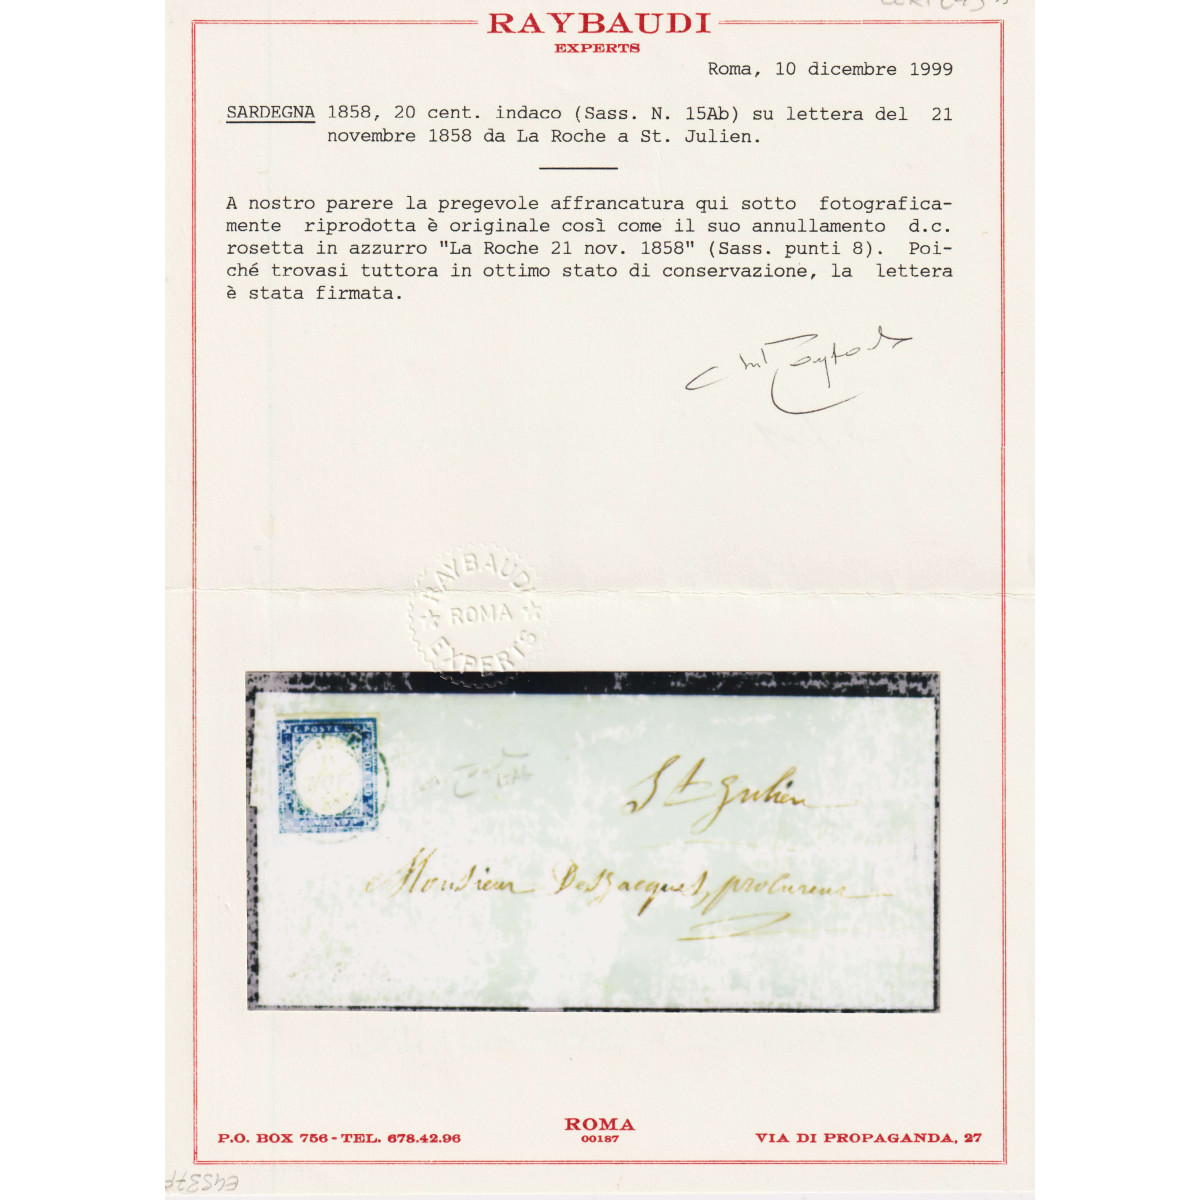 RAYBAUDI
EXPERTS
Roma, 10 dicembre 1999
SARDEGNA 1858, 20 cent. indaco (Sass. N. 15Ab) su lettera del 21
novembre 1858 da La Roche a St. Julien.
A nostro parere la pregevole affrancatura qui sotto fotografica-
mente riprodotta è originale così come il suo annullamento d.c.
rosetta in azzurro "La Roche 21 nov. 1858" (Sass. punti 8). Poi-
ché trovasi tuttora in ottimo stato di conservazione, la lettera
è stata firmata.
RAYBAUDI
ROMA
EXPERTS
C. POSTE
15Ab
St Julien
Monsieur Dessacquet, procureur
ROMA
00187
P.O. BOX 756 - TEL. 678.42.96
VIA DI PROPAGANDA, 27